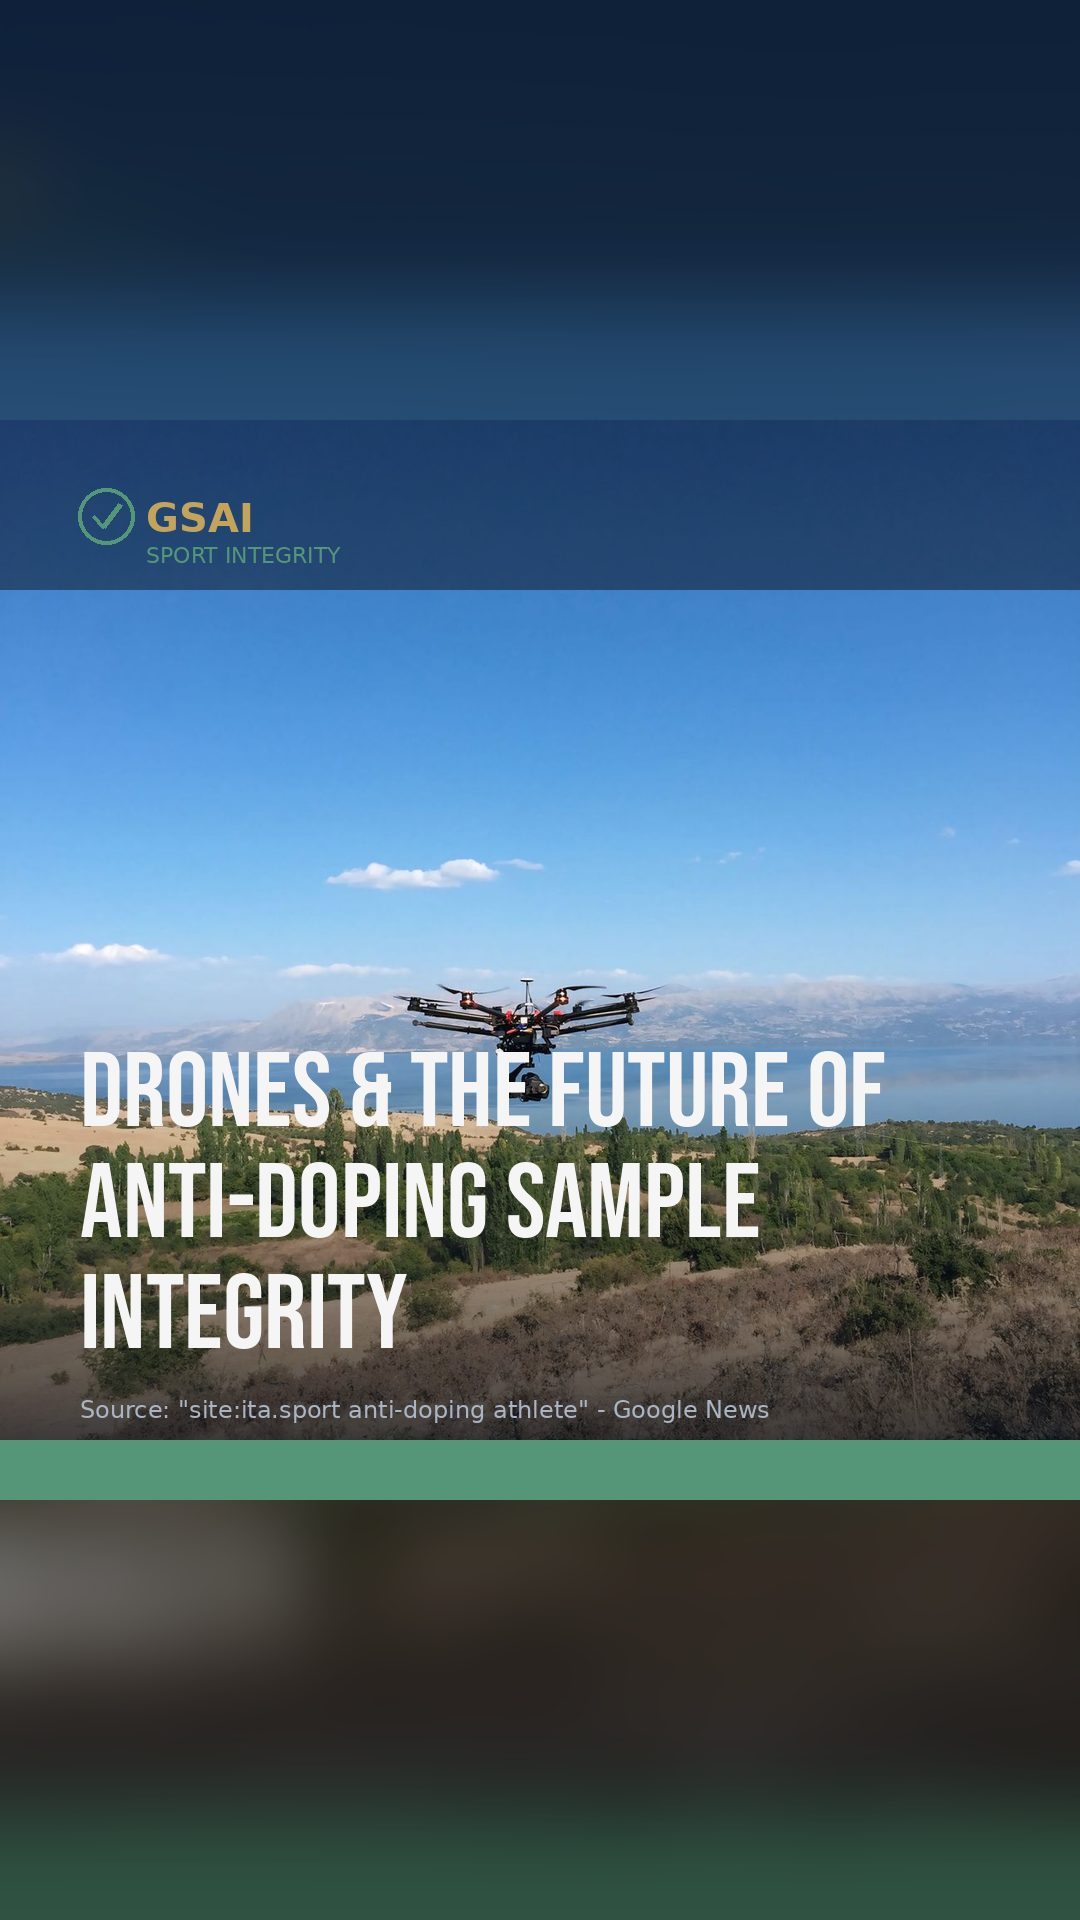 GSAI
SPORT INTEGRITY
DRONES & THE FUTURE OF
ANTI-DOPING SAMPLE
INTEGRITY
Source: "site:ita.sport anti-doping athlete" - Google News